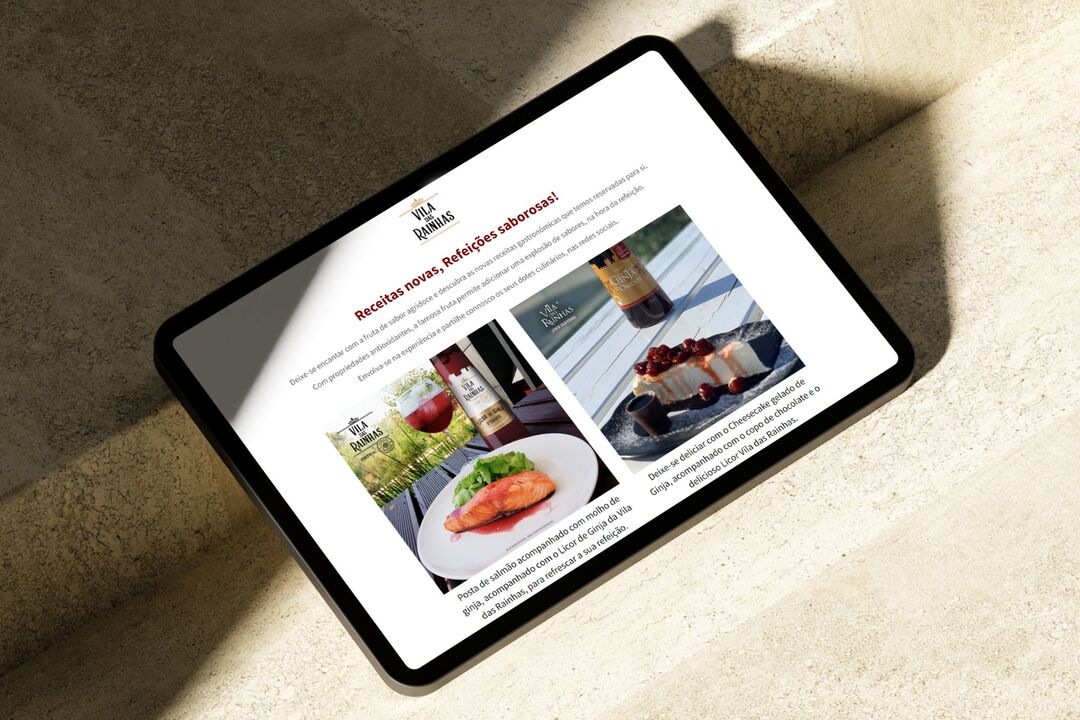 VILA
DAS
RAINHAS
Receitas novas, Refeições saborosas!
Deixe-se encantar com a fruta de sabor agridoce e descubra as novas receitas gastronómicas que temos reservadas para si.
Com propriedades antioxidantes, a famosa fruta permite adicionar uma explosão de sabores, na hora da refeição.
Envolva-se na experiência e partilhe connosco os seus dotes culinários, nas redes sociais.
VILA
DAS
RAINHAS
VILA
DAS
RAINHAS
VILA
DAS
RAINHAS
GINJA
Posta de salmão acompanhado com molho de
ginja, acompanhado com o Licor de Ginja da Vila
das Rainhas, para refrescar a sua refeição.
Deixe-se deliciar com o Cheesecake gelado de
Ginja, acompanhado com o copo de chocolate e o
delicioso Licor Vila das Rainhas.